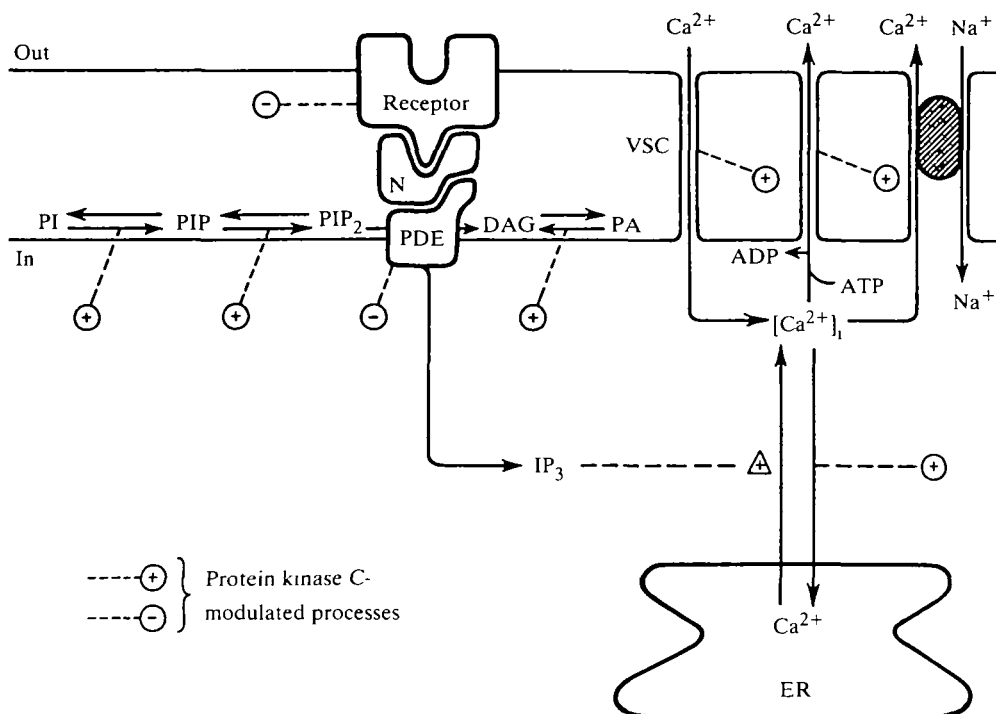 Ca²⁺ Ca²⁺ Ca²⁺ Na⁺
Out
Receptor
−
VSC
+
+
N
PI PIP PIP₂ PDE DAG PA
In
ADP
ATP
Na⁺
+
+
−
+
[Ca²⁺]ᵢ
IP₃
+
+
+
Protein kinase C-
−
modulated processes
Ca²⁺
ER